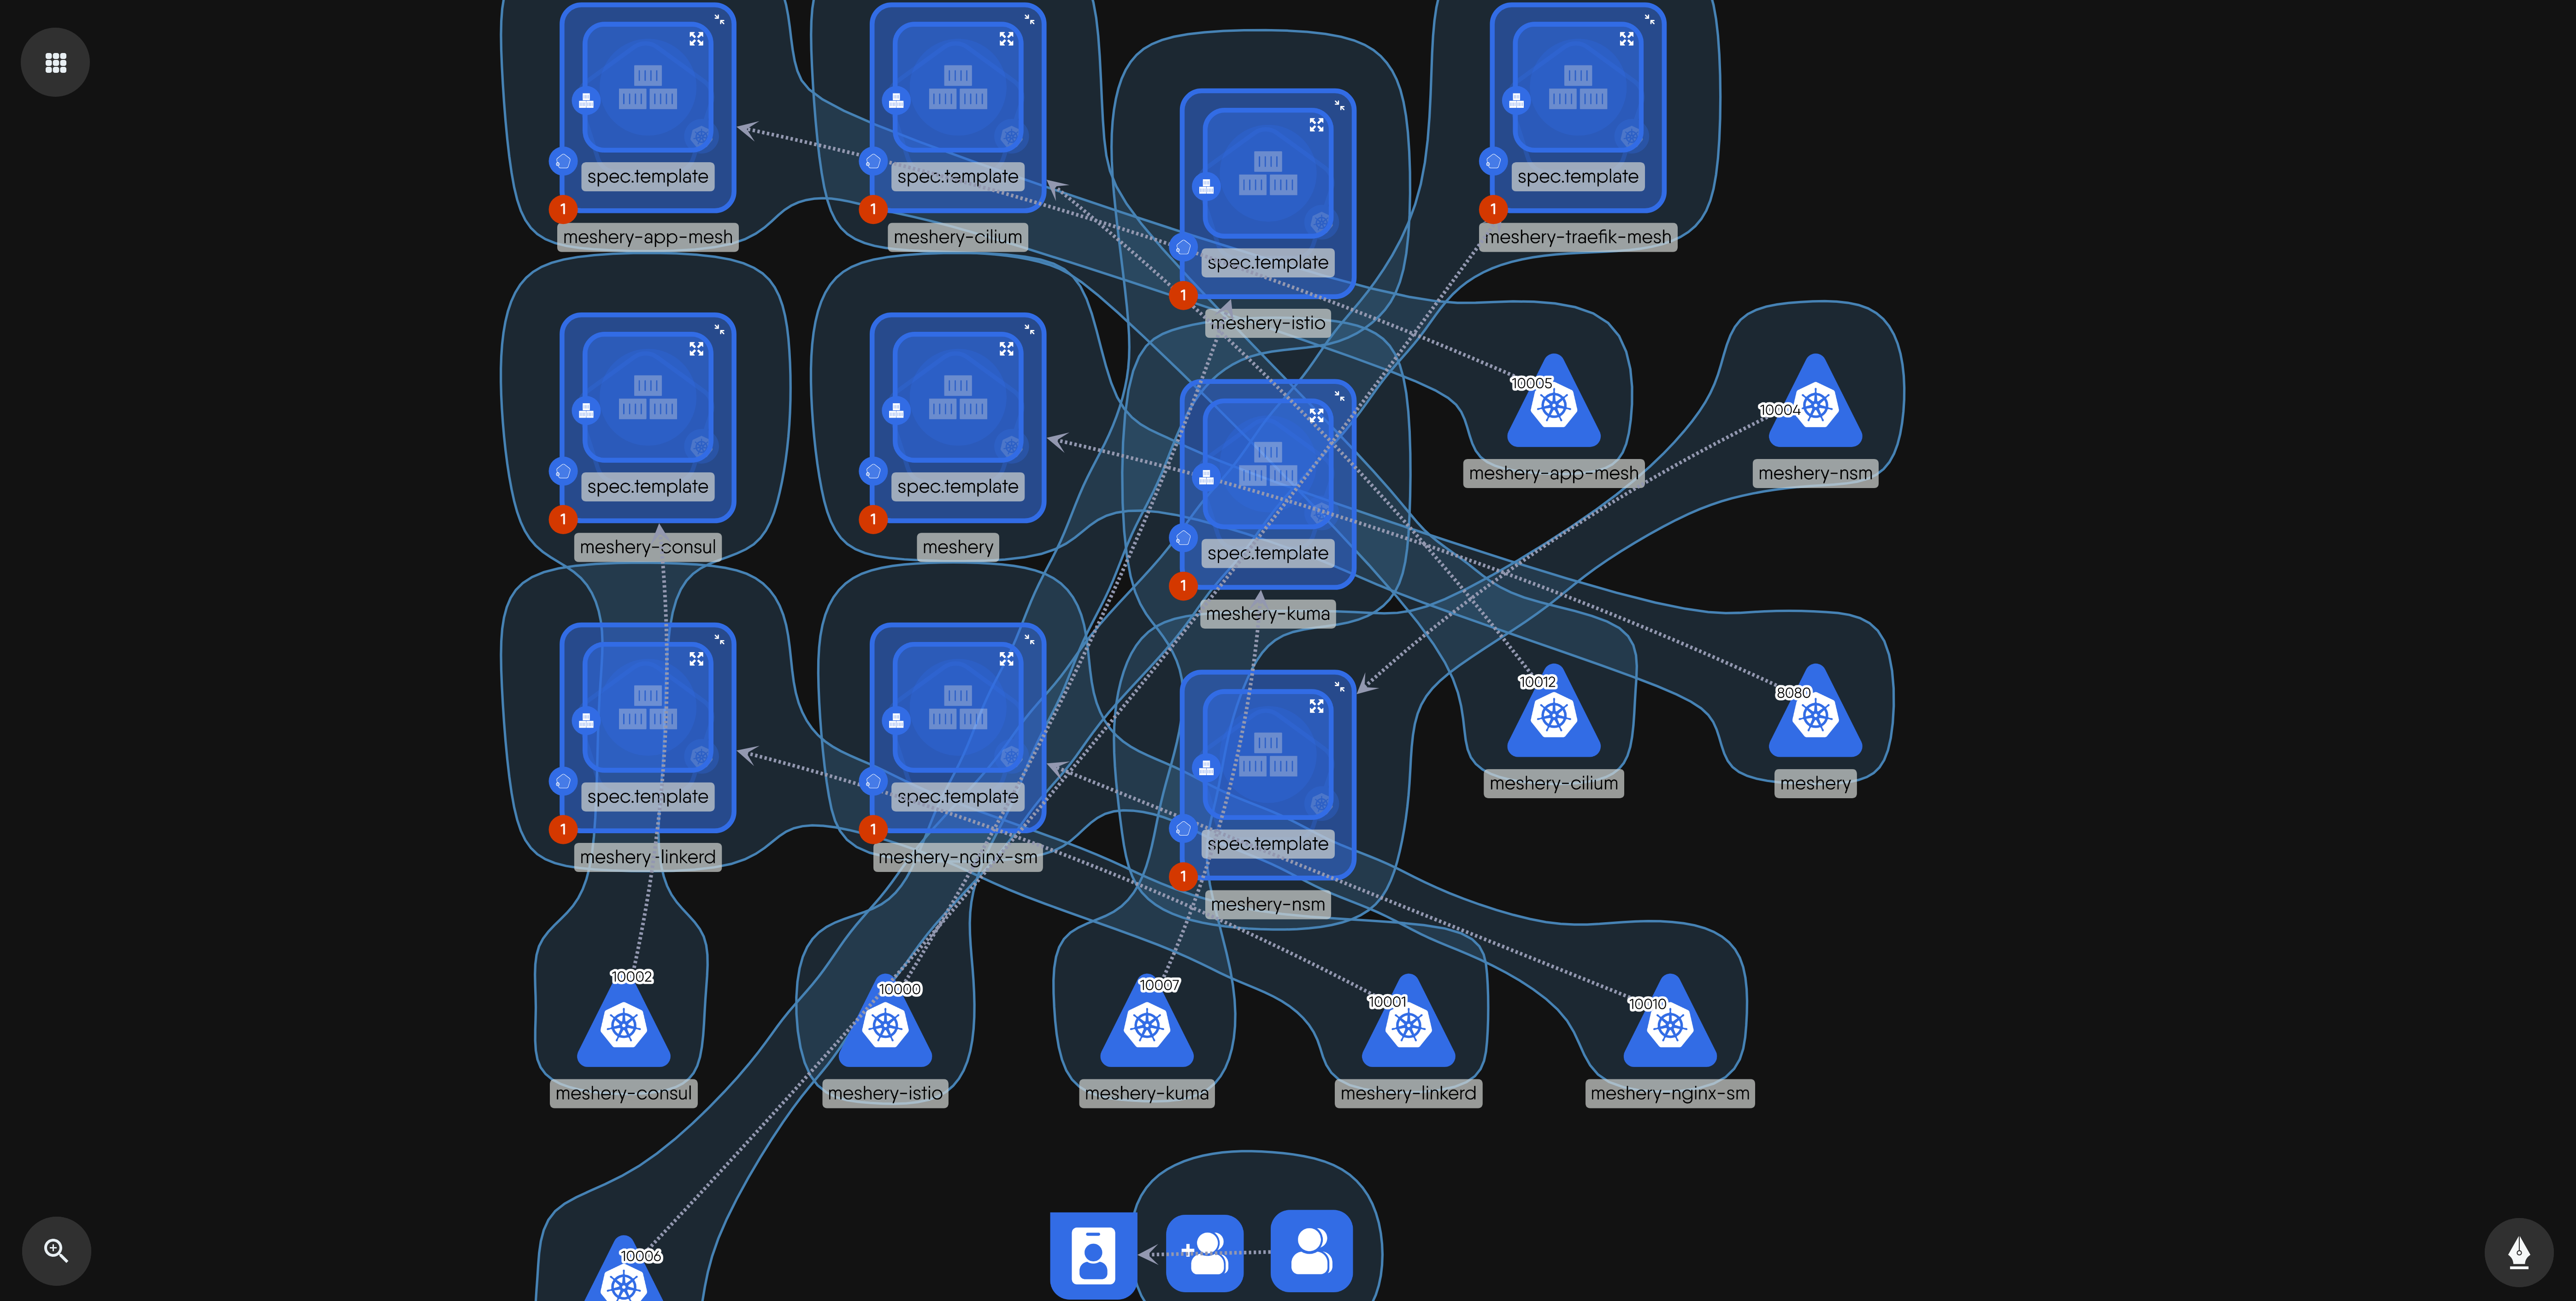 spec.template
1
meshery-app-mesh
spec.template
1
meshery-cilium
spec.template
1
meshery-istio
spec.template
1
meshery-traefik-mesh
spec.template
1
meshery-consul
spec.template
1
meshery
spec.template
1
meshery-kuma
10005
meshery-app-mesh
10004
meshery-nsm
spec.template
1
meshery-linkerd
spec.template
1
meshery-nginx-sm
spec.template
1
meshery-nsm
10012
meshery-cilium
8080
meshery
10002
meshery-consul
10000
meshery-istio
10007
meshery-kuma
10001
meshery-linkerd
10010
meshery-nginx-sm
10006